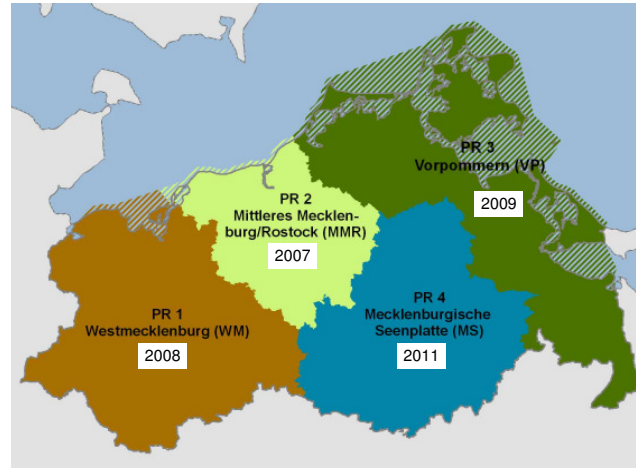 PR 3
Vorpommern (VP)
2009
PR 2
Mittleres Mecklen-
burg/Rostock (MMR)
2007
PR 1
Westmecklenburg (WM)
2008
PR 4
Mecklenburgische
Seenplatte (MS)
2011